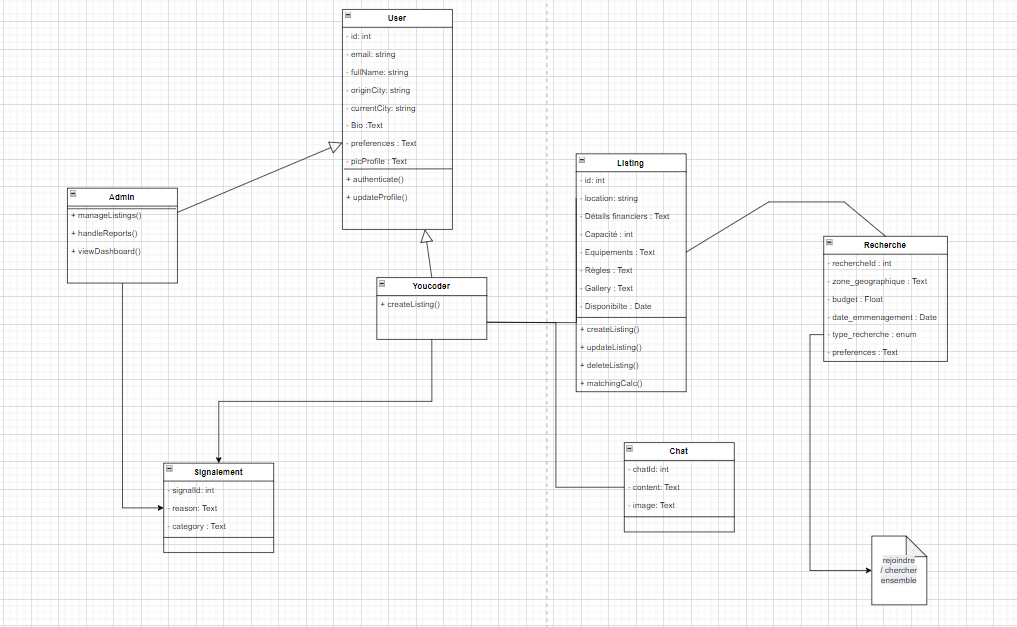 User
- id: int
- email: string
- fullName: string
- originCity: string
- currentCity: string
- Bio :Text
- preferences : Text
- picProfile : Text
+ authenticate()
+ updateProfile()
Admin
+ manageListings()
+ handleReports()
+ viewDashboard()
Youcoder
+ createListing()
Listing
- id: int
- location: string
- Détails financiers : Text
- Capacité : int
- Equipements : Text
- Règles : Text
- Gallery : Text
- Disponibilte : Date
+ createListing()
+ updateListing()
+ deleteListing()
+ matchingCalc()
Recherche
- rechercheId : int
- zone_geographique : Text
- budget : Float
- date_emmenagement : Date
- type_recherche : enum
- preferences : Text
Signalement
- signalId: int
- reason: Text
- category : Text
Chat
- chatId: int
- content: Text
- image: Text
rejoindre
/ chercher
ensemble